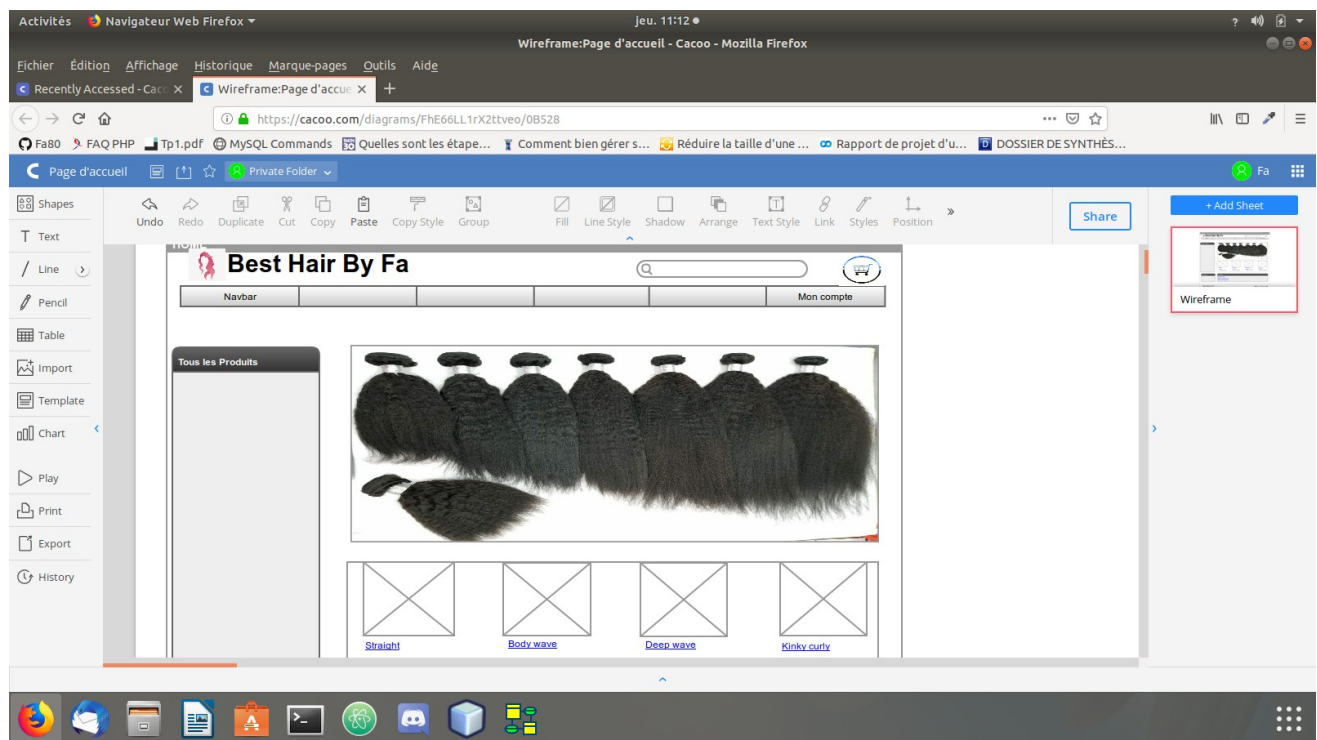 Activités Navigateur Web Firefox jeu. 11:12 ?
Wireframe:Page d'accueil - Cacoo - Mozilla Firefox
Fichier Édition Affichage Historique Marque-pages Outils Aide
Recently Accessed - Caco Wireframe:Page d'accue
https://cacoo.com/diagrams/FhE66LL1rX2ttveo/0B528
Fa80 FAQ PHP Tp1.pdf MySQL Commands Quelles sont les étape... Comment bien gérer s... Réduire la taille d'une ... Rapport de projet d'u... DOSSIER DE SYNTHÈS...
Page d'accueil Private Folder Fa
Shapes
Text
Line
Pencil
Table
Import
Template
Chart
Play
Print
Export
History
Undo Redo Duplicate Cut Copy Paste Copy Style Group Fill Line Style Shadow Arrange Text Style Link Styles Position » Share
HOME
Best Hair By Fa
Navbar Mon compte
Tous les Produits
Straight Body wave Deep wave Kinky curly
+ Add Sheet
Wireframe